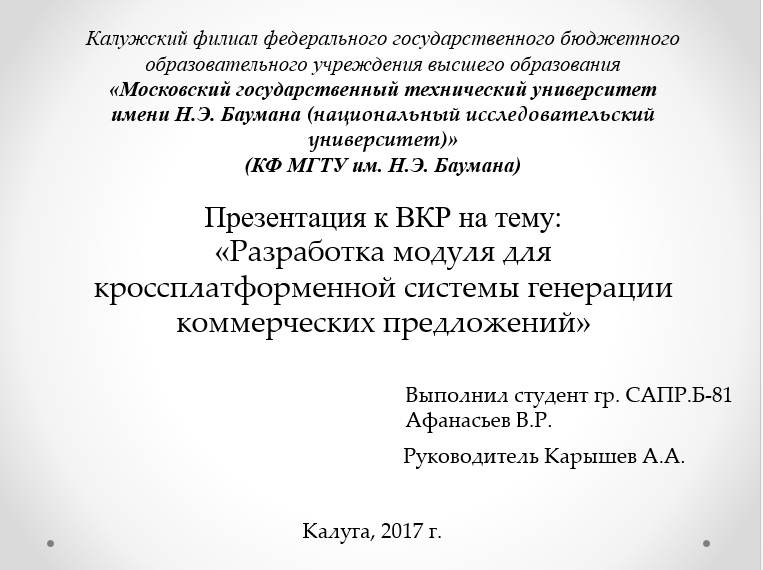 Калужский филиал федерального государственного бюджетного
образовательного учреждения высшего образования
«Московский государственный технический университет
имени Н.Э. Баумана (национальный исследовательский
университет)»
(КФ МГТУ им. Н.Э. Баумана)
Презентация к ВКР на тему:
«Разработка модуля для
кроссплатформенной системы генерации
коммерческих предложений»
Выполнил студент гр. САПР.Б-81
Афанасьев В.Р.
Руководитель Карышев А.А.
Калуга, 2017 г.